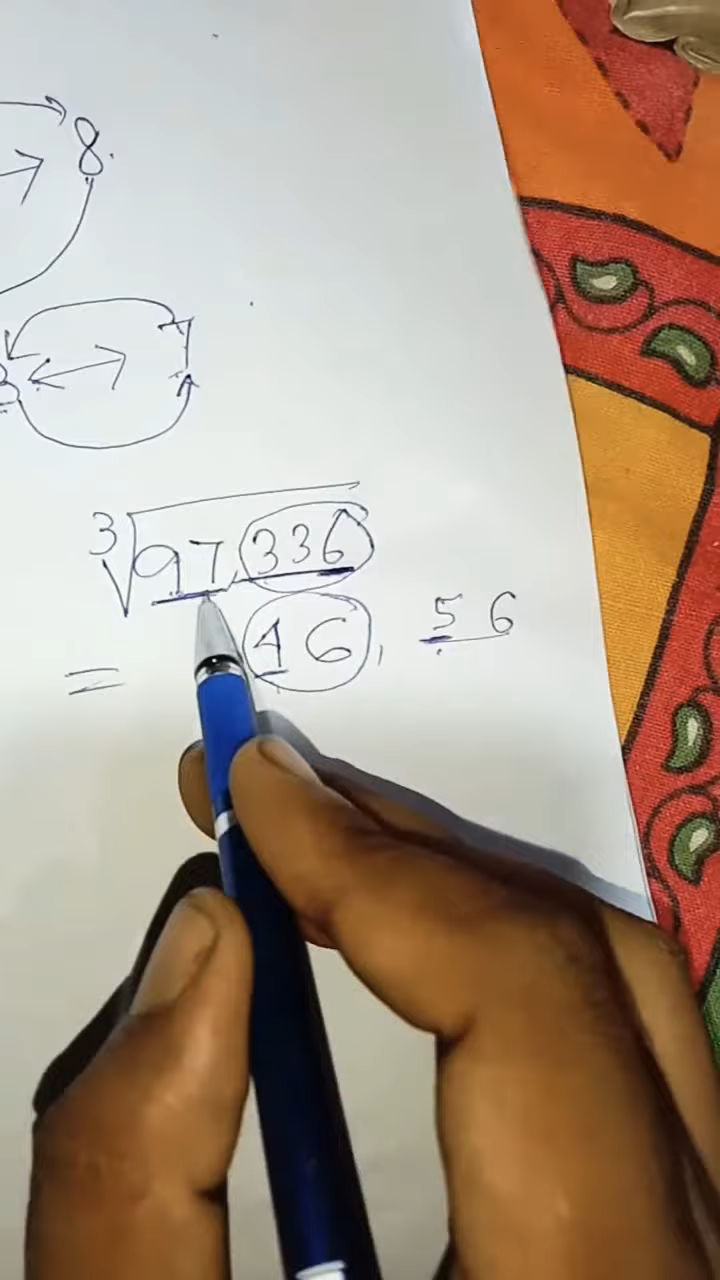 8
3 7
∛97,336
= 46, 56